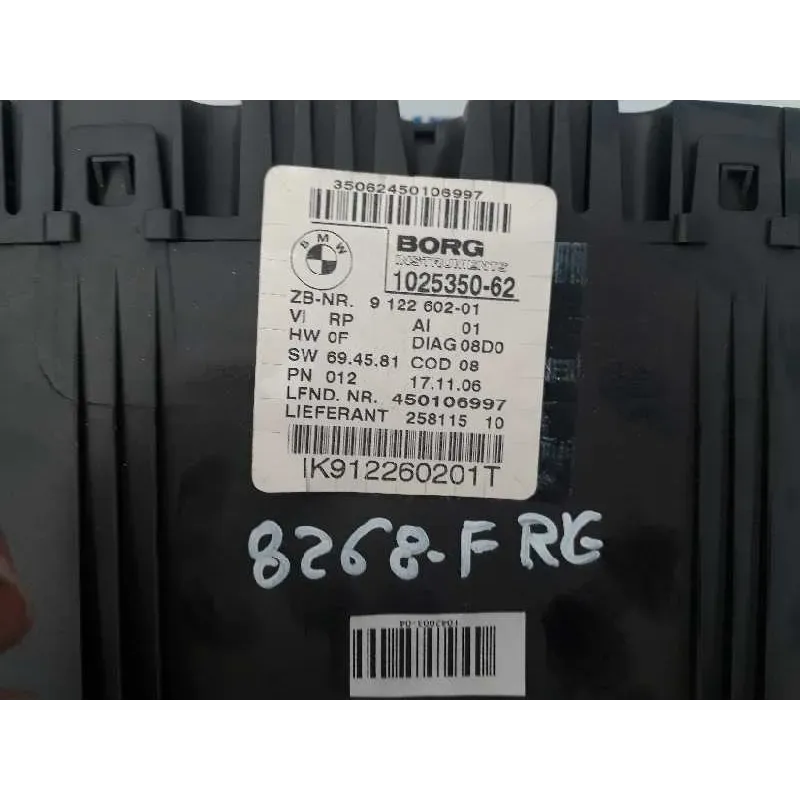 35062450106997
BMW
BORG
INSTRUMENTS
1025350-62
ZB-NR. 9 122 602-01
VI RP AI 01
HW 0F DIAG 08D0
SW 69.45.81 COD 08
PN 012 17.11.06
LFND. NR. 450106997
LIEFERANT 258115 10
IK912260201T
8268-F RG
1042603-04